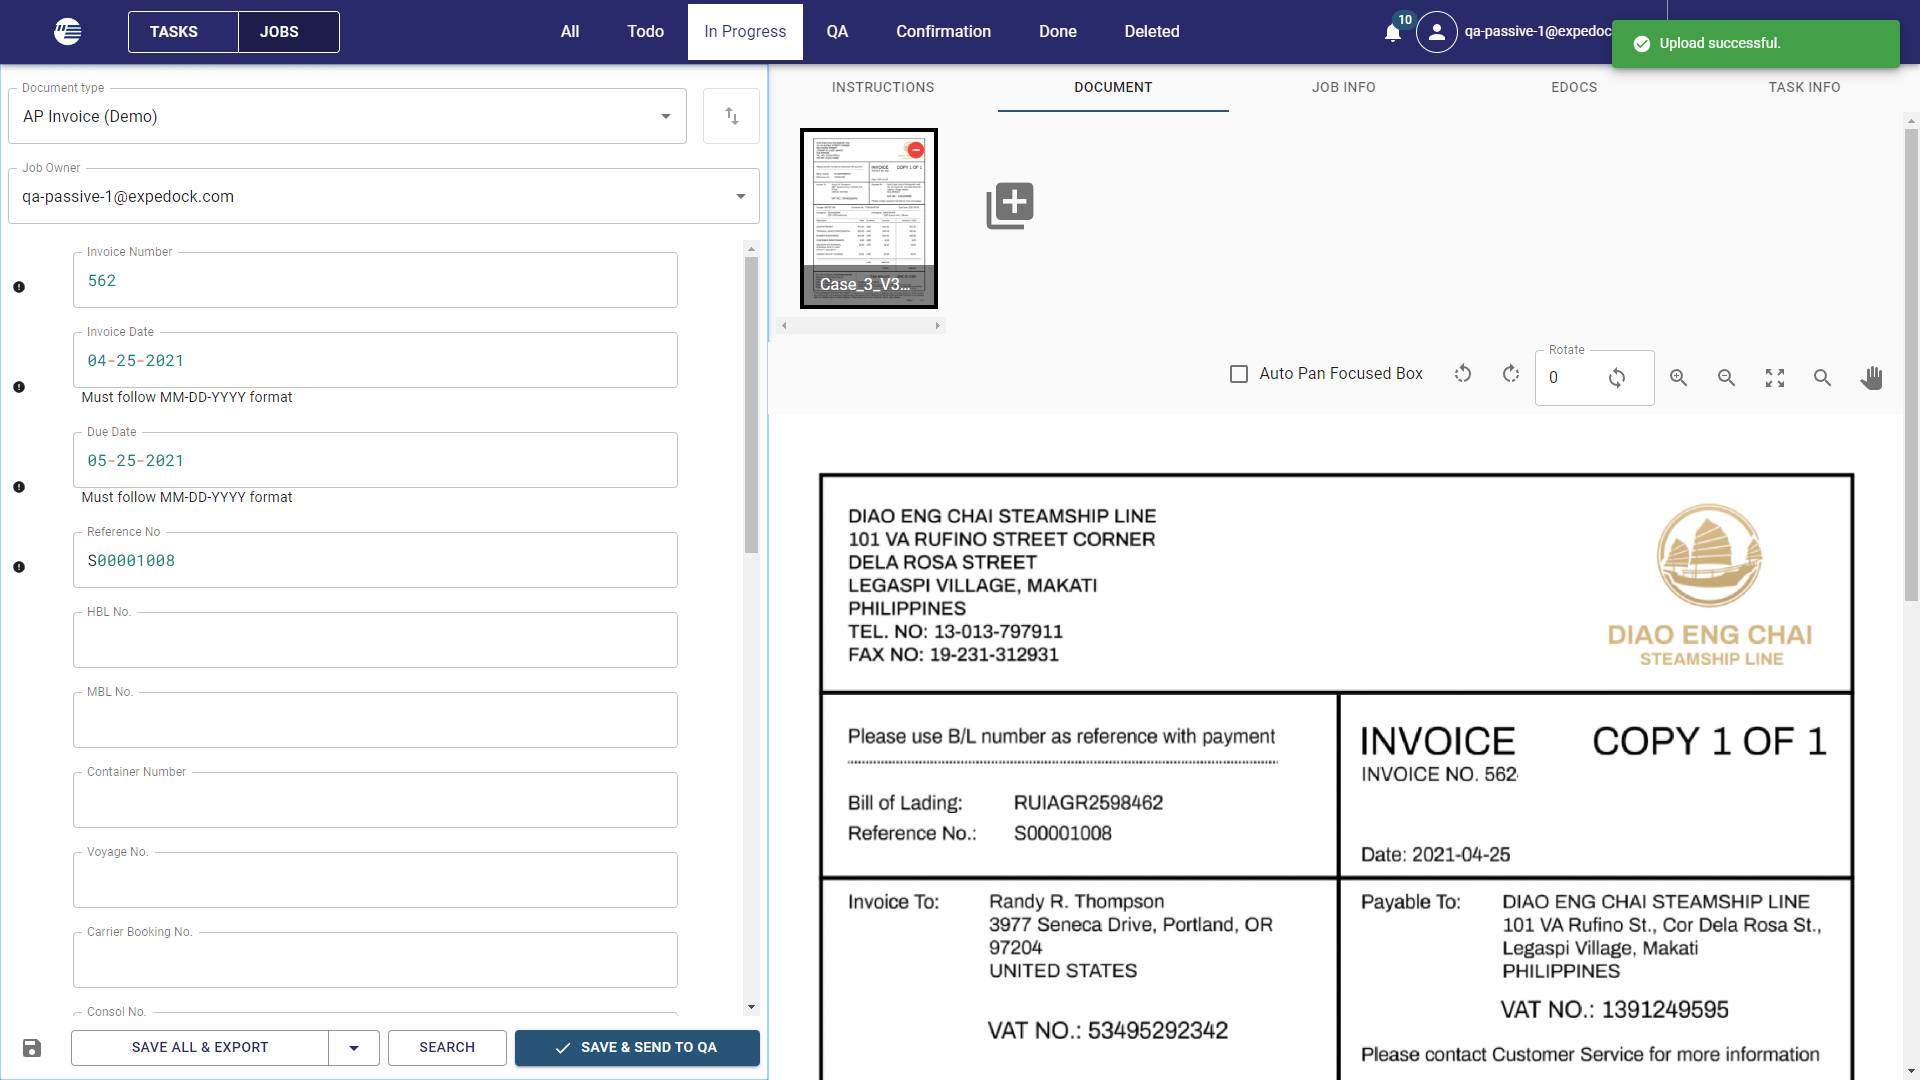 TASKS
JOBS
All
Todo
In Progress
QA
Confirmation
Done
Deleted
10
qa-passive-1@expedoc
Upload successful.
Document type
AP Invoice (Demo)
Job Owner
qa-passive-1@expedock.com
Invoice Number
562
Invoice Date
04-25-2021
Must follow MM-DD-YYYY format
Due Date
05-25-2021
Must follow MM-DD-YYYY format
Reference No
S00001008
HBL No.
MBL No.
Container Number
Voyage No.
Carrier Booking No.
Consol No.
SAVE ALL & EXPORT
SEARCH
SAVE & SEND TO QA
INSTRUCTIONS
DOCUMENT
JOB INFO
EDOCS
TASK INFO
INVOICE COPY 1 OF 1
Case_3_V3...
Auto Pan Focused Box
Rotate
0
DIAO ENG CHAI STEAMSHIP LINE
101 VA RUFINO STREET CORNER
DELA ROSA STREET
LEGASPI VILLAGE, MAKATI
PHILIPPINES
TEL. NO: 13-013-797911
FAX NO: 19-231-312931
DIAO ENG CHAI
STEAMSHIP LINE
Please use B/L number as reference with payment
Bill of Lading: RUIAGR2598462
Reference No.: S00001008
INVOICE COPY 1 OF 1
INVOICE NO. 562
Date: 2021-04-25
Invoice To: Randy R. Thompson
3977 Seneca Drive, Portland, OR
97204
UNITED STATES
VAT NO.: 53495292342
Payable To: DIAO ENG CHAI STEAMSHIP LINE
101 VA Rufino St., Cor Dela Rosa St.,
Legaspi Village, Makati
PHILIPPINES
VAT NO.: 1391249595
Please contact Customer Service for more information